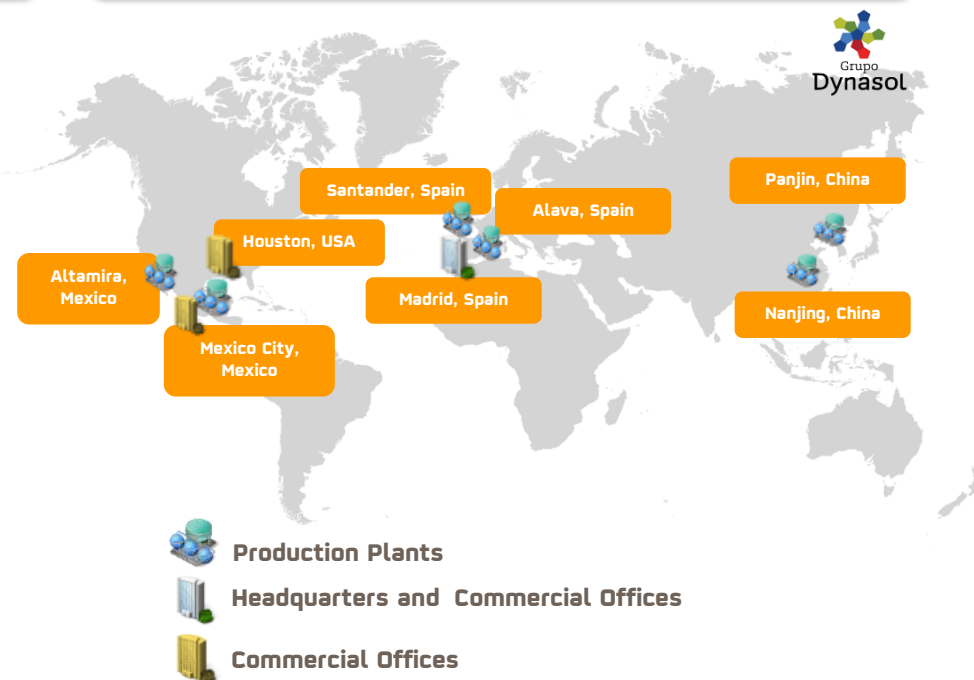 Grupo
Dynasol
Panjin, China
Santander, Spain
Alava, Spain
Houston, USA
Altamira,
Mexico
Madrid, Spain
Nanjing, China
Mexico City,
Mexico
Production Plants
Headquarters and Commercial Offices
Commercial Offices